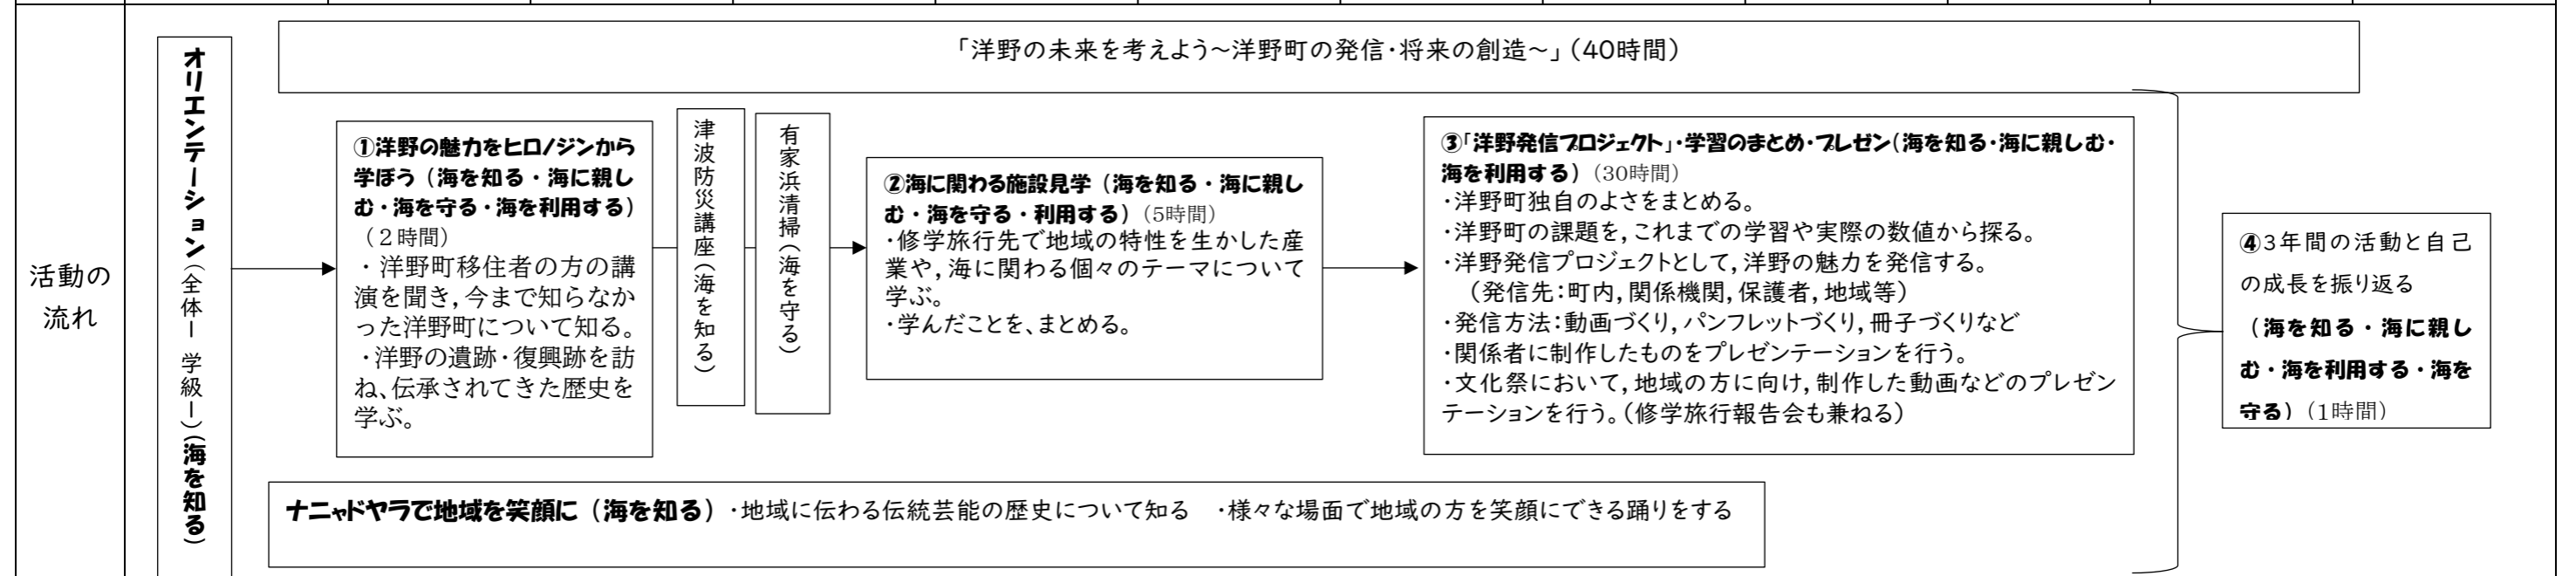 活動の
流れ
オリエンテーション(全体ー 学級ー)(海を知る)
「洋野の未来を考えよう～洋野町の発信・将来の創造～」(40時間)
①洋野の魅力をヒロノジンから
学ぼう(海を知る・海に親し
む・海を守る・海を利用する)
(２時間)
・洋野町移住者の方の講
演を聞き,今まで知らなか
った洋野町について知る。
・洋野の遺跡・復興跡を訪
ね、伝承されてきた歴史を
学ぶ。
津波防災講座(海を知る)
有家浜清掃(海を守る)
②海に関わる施設見学(海を知る・海に親し
む・海を守る・利用する)(5時間)
・修学旅行先で地域の特性を生かした産
業や,海に関わる個々のテーマについて
学ぶ。
・学んだことを、まとめる。
③「洋野発信プロジェクト」・学習のまとめ・プレゼン(海を知る・海に親しむ・
海を利用する)(30時間)
・洋野町独自のよさをまとめる。
・洋野町の課題を,これまでの学習や実際の数値から探る。
・洋野発信プロジェクトとして,洋野の魅力を発信する。
(発信先:町内,関係機関,保護者,地域等)
・発信方法:動画づくり,パンフレットづくり,冊子づくりなど
・関係者に制作したものをプレゼンテーションを行う。
・文化祭において,地域の方に向け,制作した動画などのプレゼン
テーションを行う。(修学旅行報告会も兼ねる)
④3年間の活動と自己
の成長を振り返る
(海を知る・海に親し
む・海を利用する・海を
守る)(1時間)
ナニャドヤラで地域を笑顔に(海を知る)・地域に伝わる伝統芸能の歴史について知る　・様々な場面で地域の方を笑顔にできる踊りをする